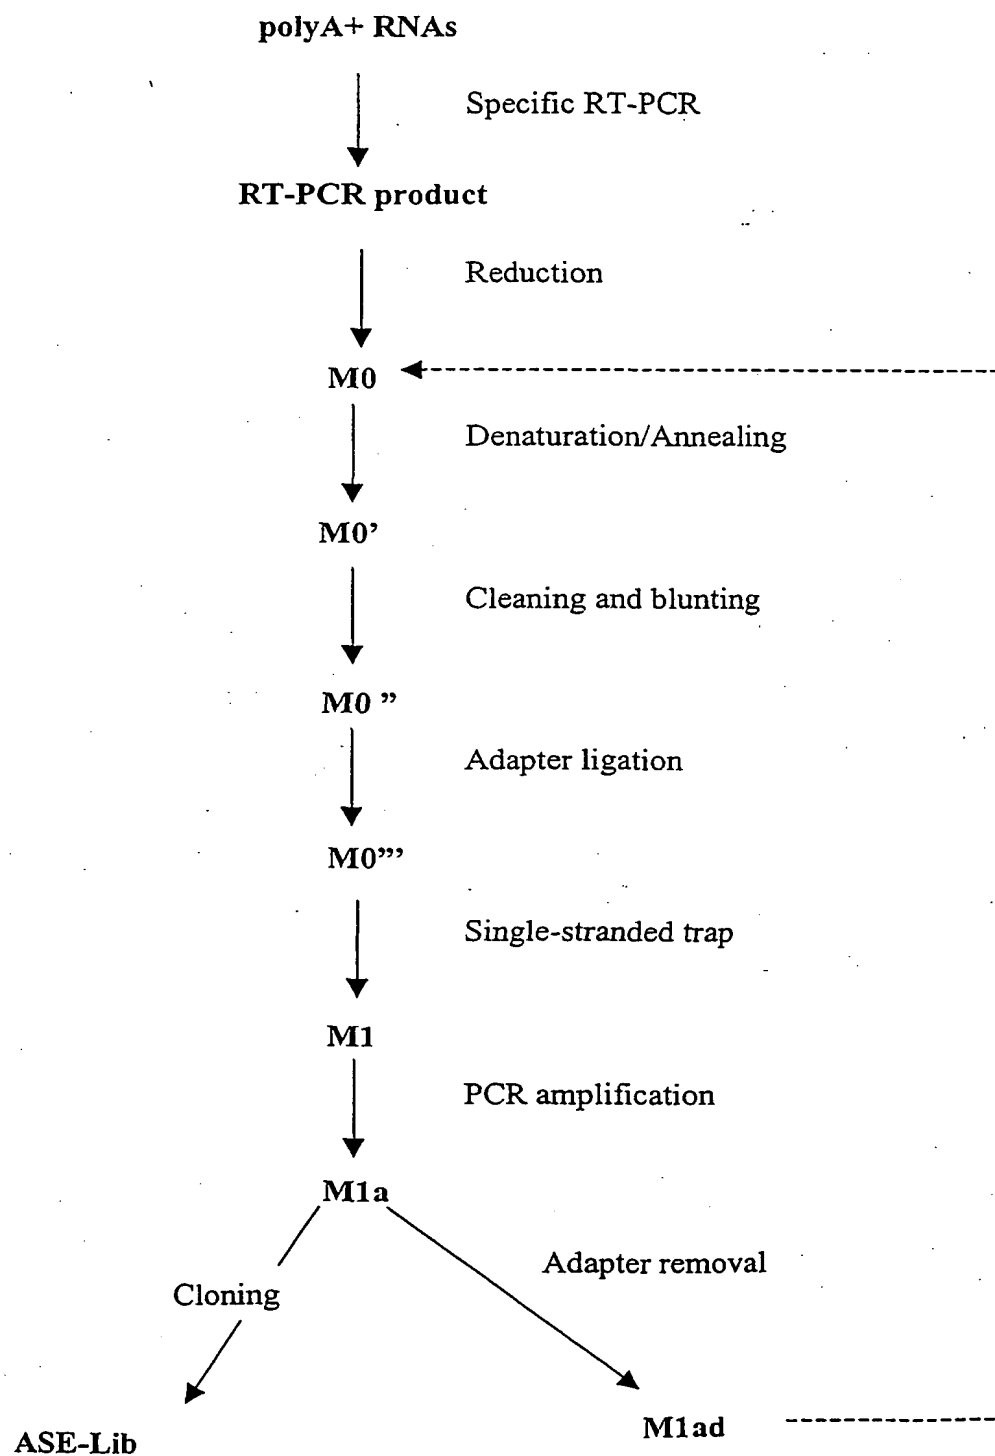 polyA+ RNAs
Specific RT-PCR
RT-PCR product
Reduction
M0
Denaturation/Annealing
M0’
Cleaning and blunting
M0 ”
Adapter ligation
M0”’
Single-stranded trap
M1
PCR amplification
M1a
Adapter removal
Cloning
M1ad
ASE-Lib